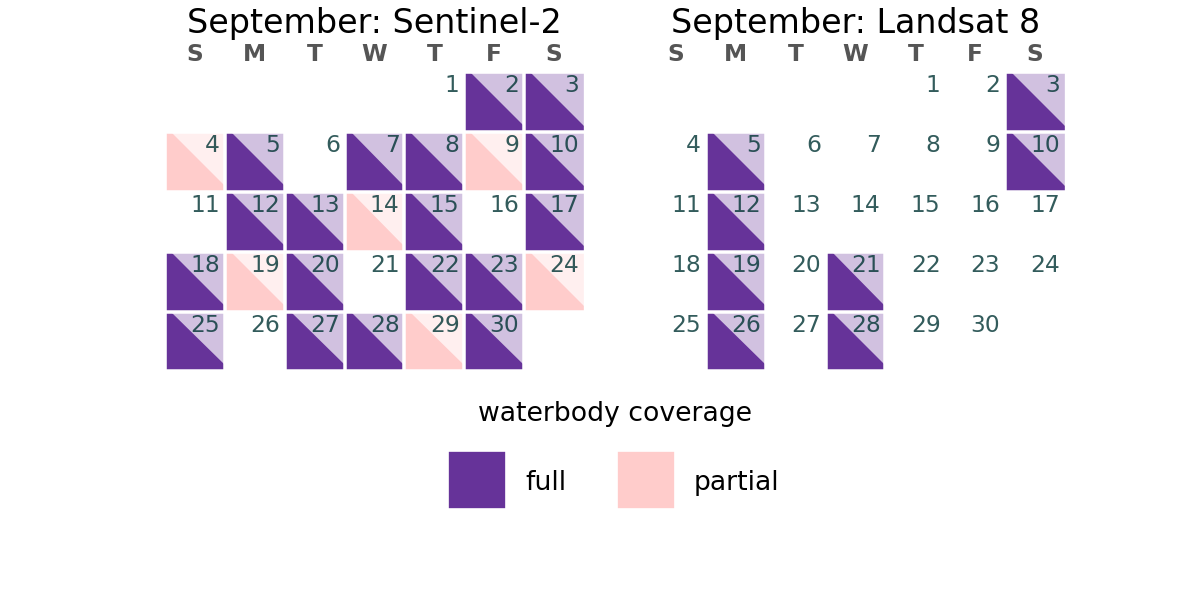 September: Sentinel-2
S M T W T F S
1 2 3
4 5 6 7 8 9 10
11 12 13 14 15 16 17
18 19 20 21 22 23 24
25 26 27 28 29 30
September: Landsat 8
S M T W T F S
1 2 3
4 5 6 7 8 9 10
11 12 13 14 15 16 17
18 19 20 21 22 23 24
25 26 27 28 29 30
waterbody coverage
full partial